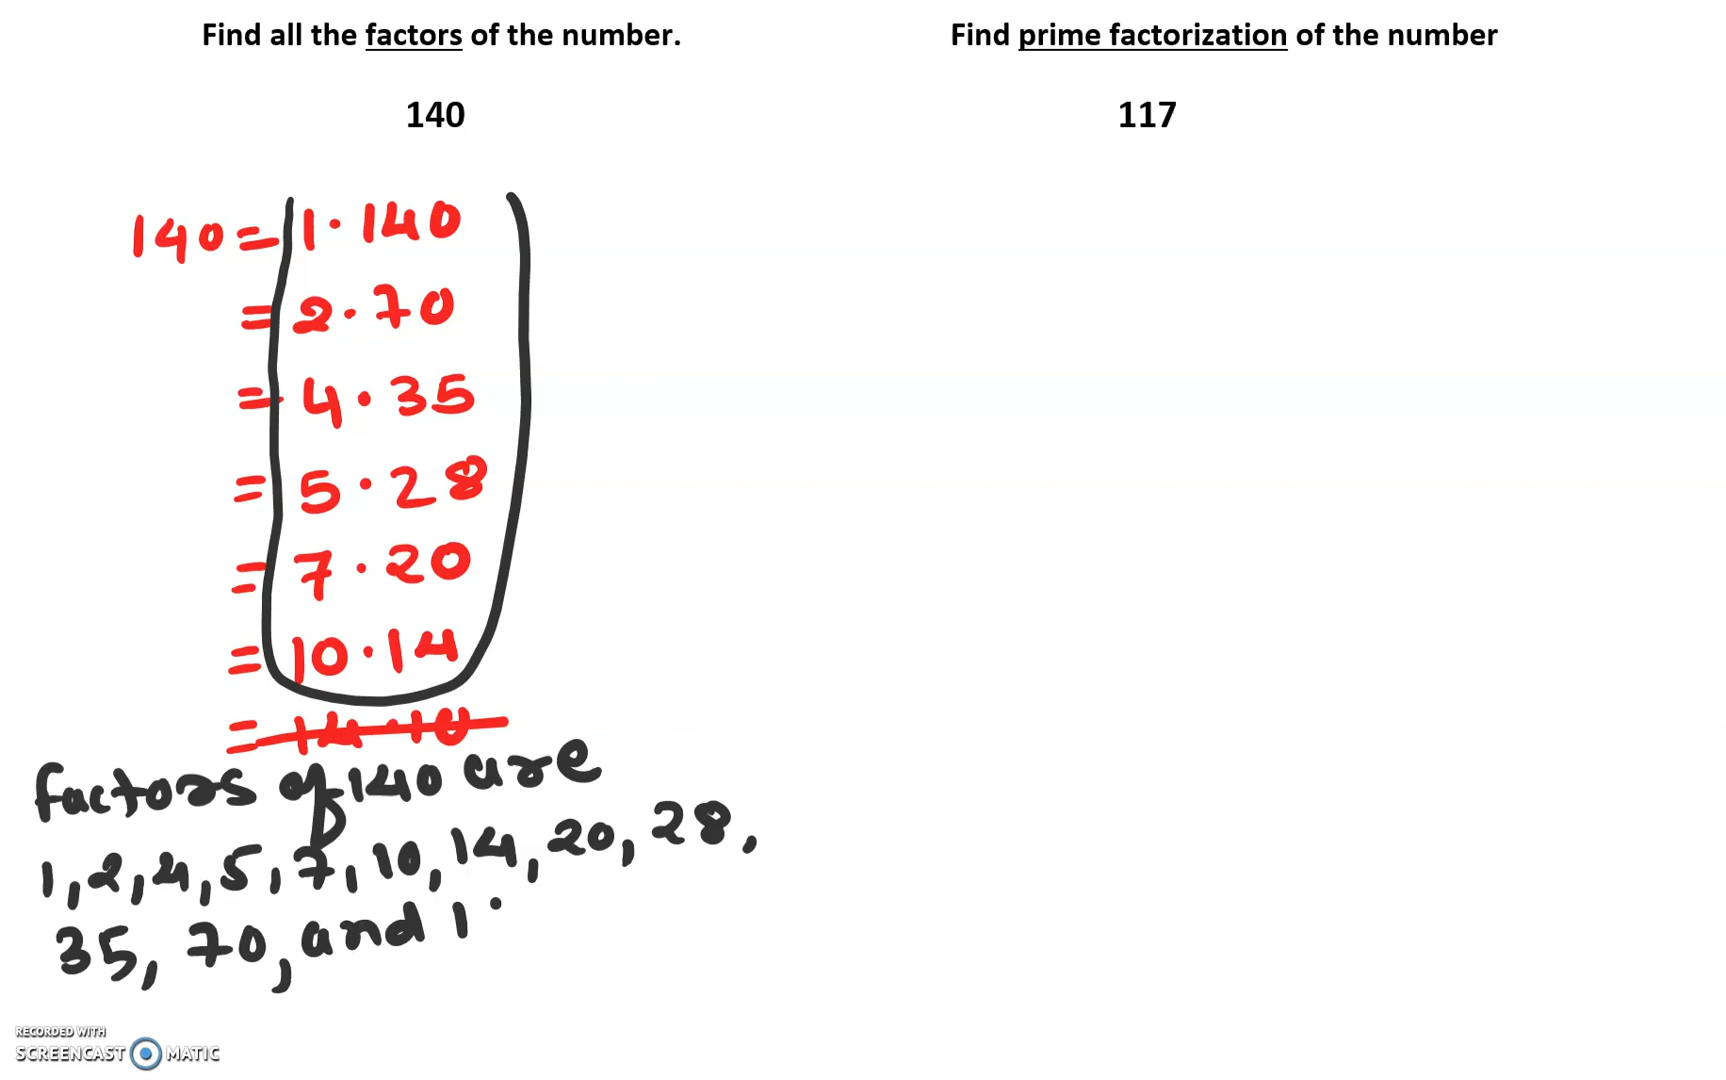 Find all the factors of the number.
140
140 = 1 · 140
= 2 · 70
= 4 · 35
= 5 · 28
= 7 · 20
= 10 · 14
= 14 · 10
factors of 140 are
1, 2, 4, 5, 7, 10, 14, 20, 28,
35, 70, and 1
Find prime factorization of the number
117
RECORDED WITH
SCREENCAST MATIC